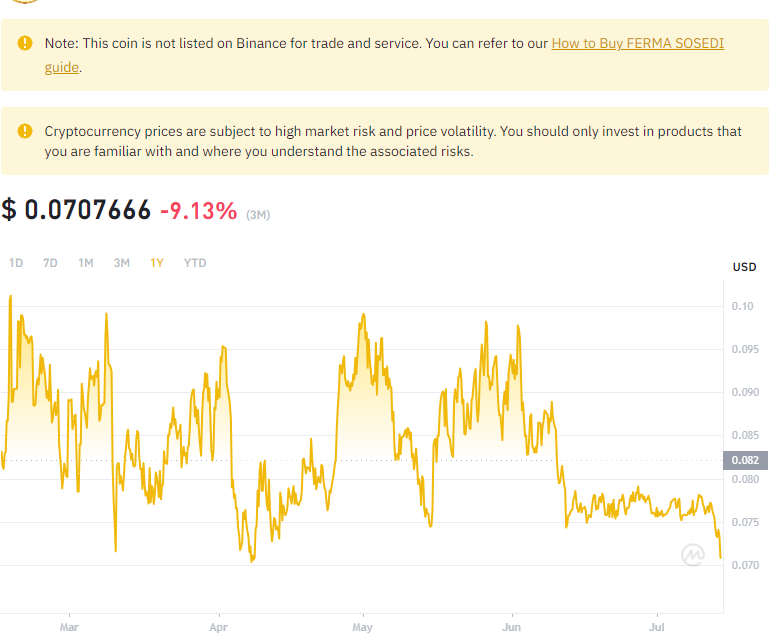 Note: This coin is not listed on Binance for trade and service. You can refer to our How to Buy FERMA SOSEDI
guide.
Cryptocurrency prices are subject to high market risk and price volatility. You should only invest in products that
you are familiar with and where you understand the associated risks.
$ 0.0707666 -9.13% (3M)
1D 7D 1M 3M 1Y YTD
USD
0.10
0.095
0.090
0.085
0.082
0.080
0.075
0.070
Mar Apr May Jun Jul